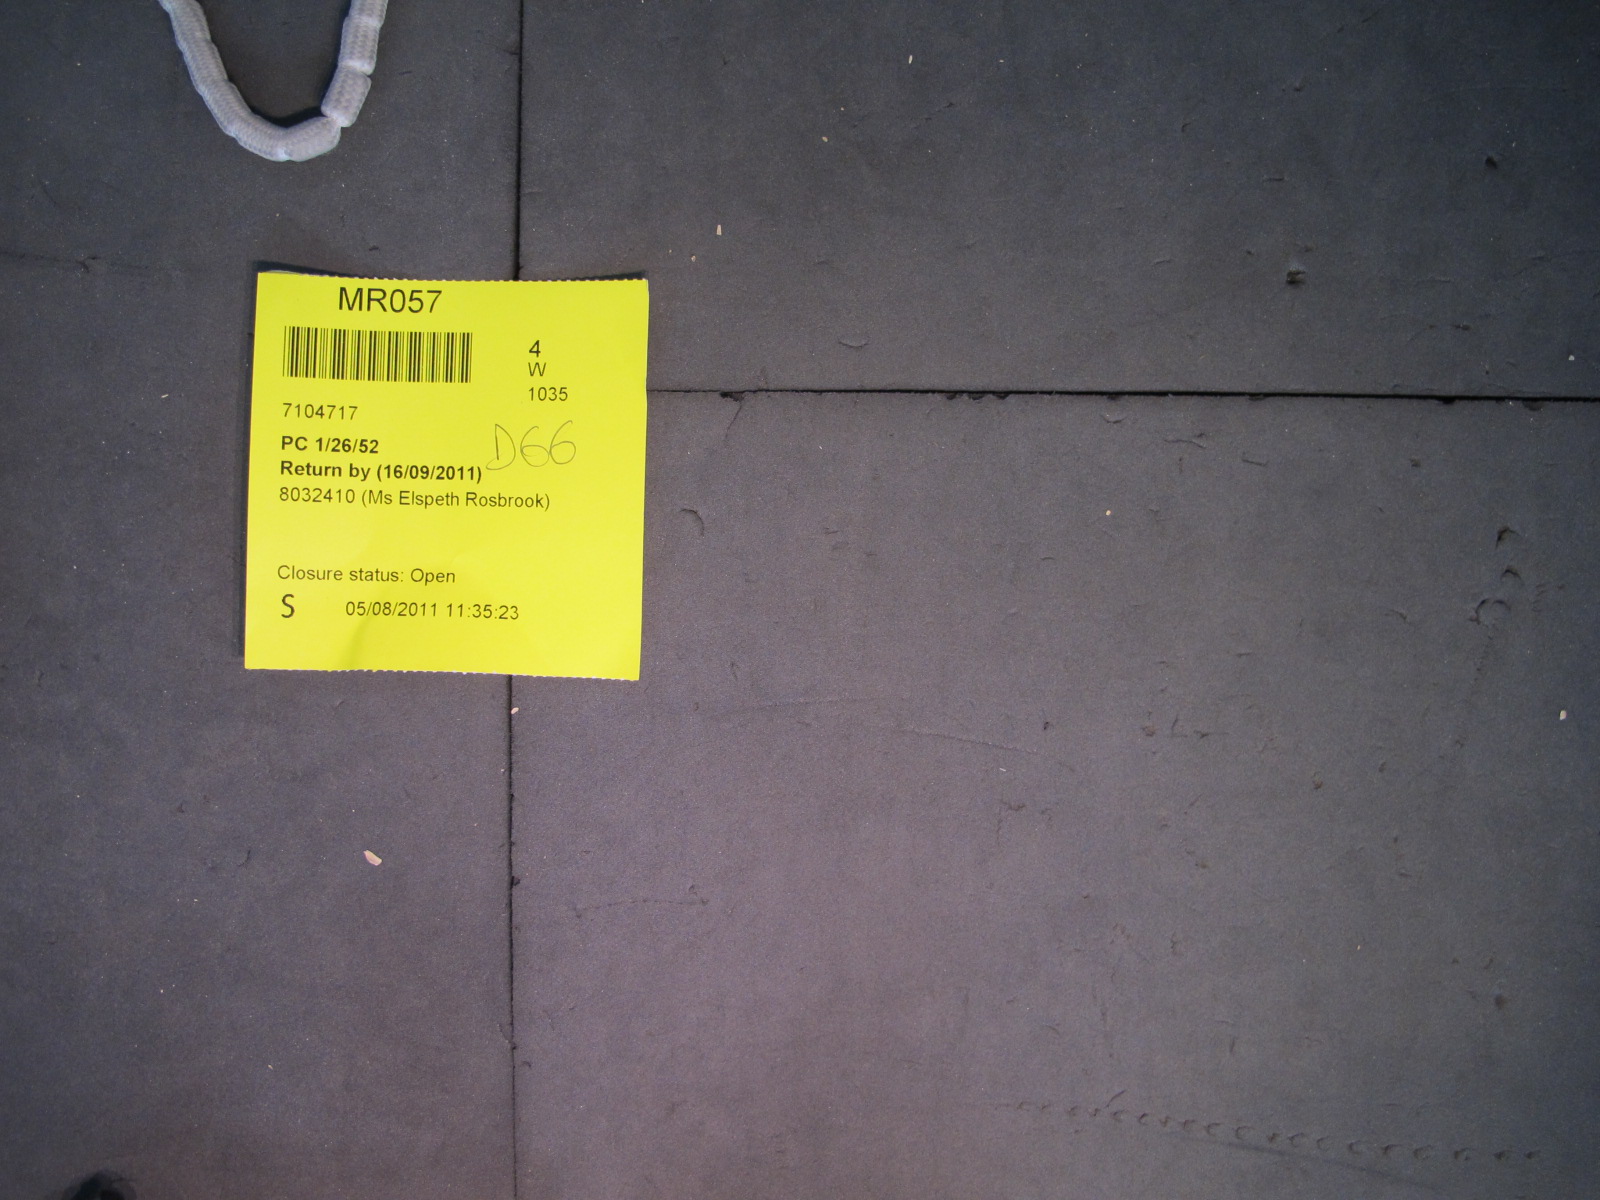 MR057
4
W
1035
7104717
PC 1/26/52
D66
Return by (16/09/2011)
8032410 (Ms Elspeth Rosbrook)
Closure status: Open
S 05/08/2011 11:35:23